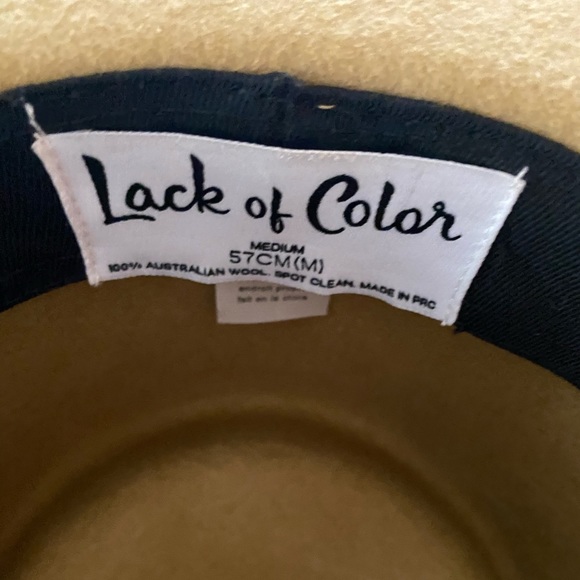 Lack of Color
MEDIUM
57CM(M)
100% AUSTRALIAN WOOL. SPOT CLEAN. MADE IN PRC